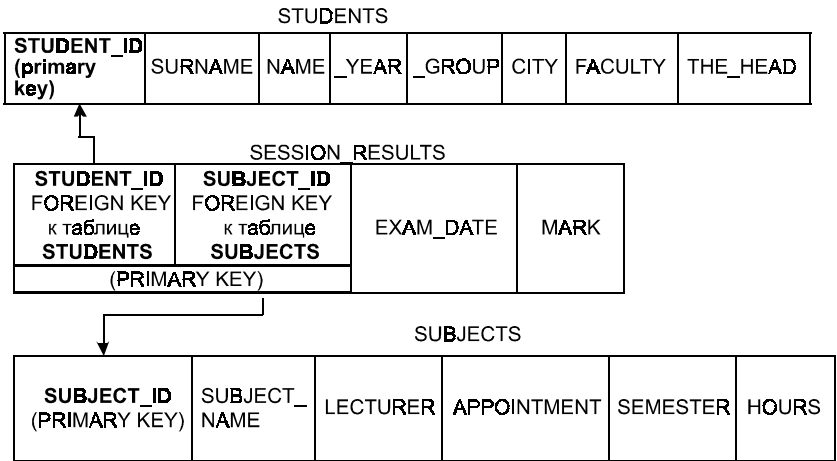 STUDENTS
STUDENT_ID
(primary
key)
SURNAME
NAME
_YEAR
_GROUP
CITY
FACULTY
THE_HEAD
SESSION_RESULTS
STUDENT_ID
FOREIGN KEY
к таблице
STUDENTS
SUBJECT_ID
FOREIGN KEY
к таблице
SUBJECTS
EXAM_DATE
MARK
(PRIMARY KEY)
SUBJECTS
SUBJECT_ID
(PRIMARY KEY)
SUBJECT_
NAME
LECTURER
APPOINTMENT
SEMESTER
HOURS